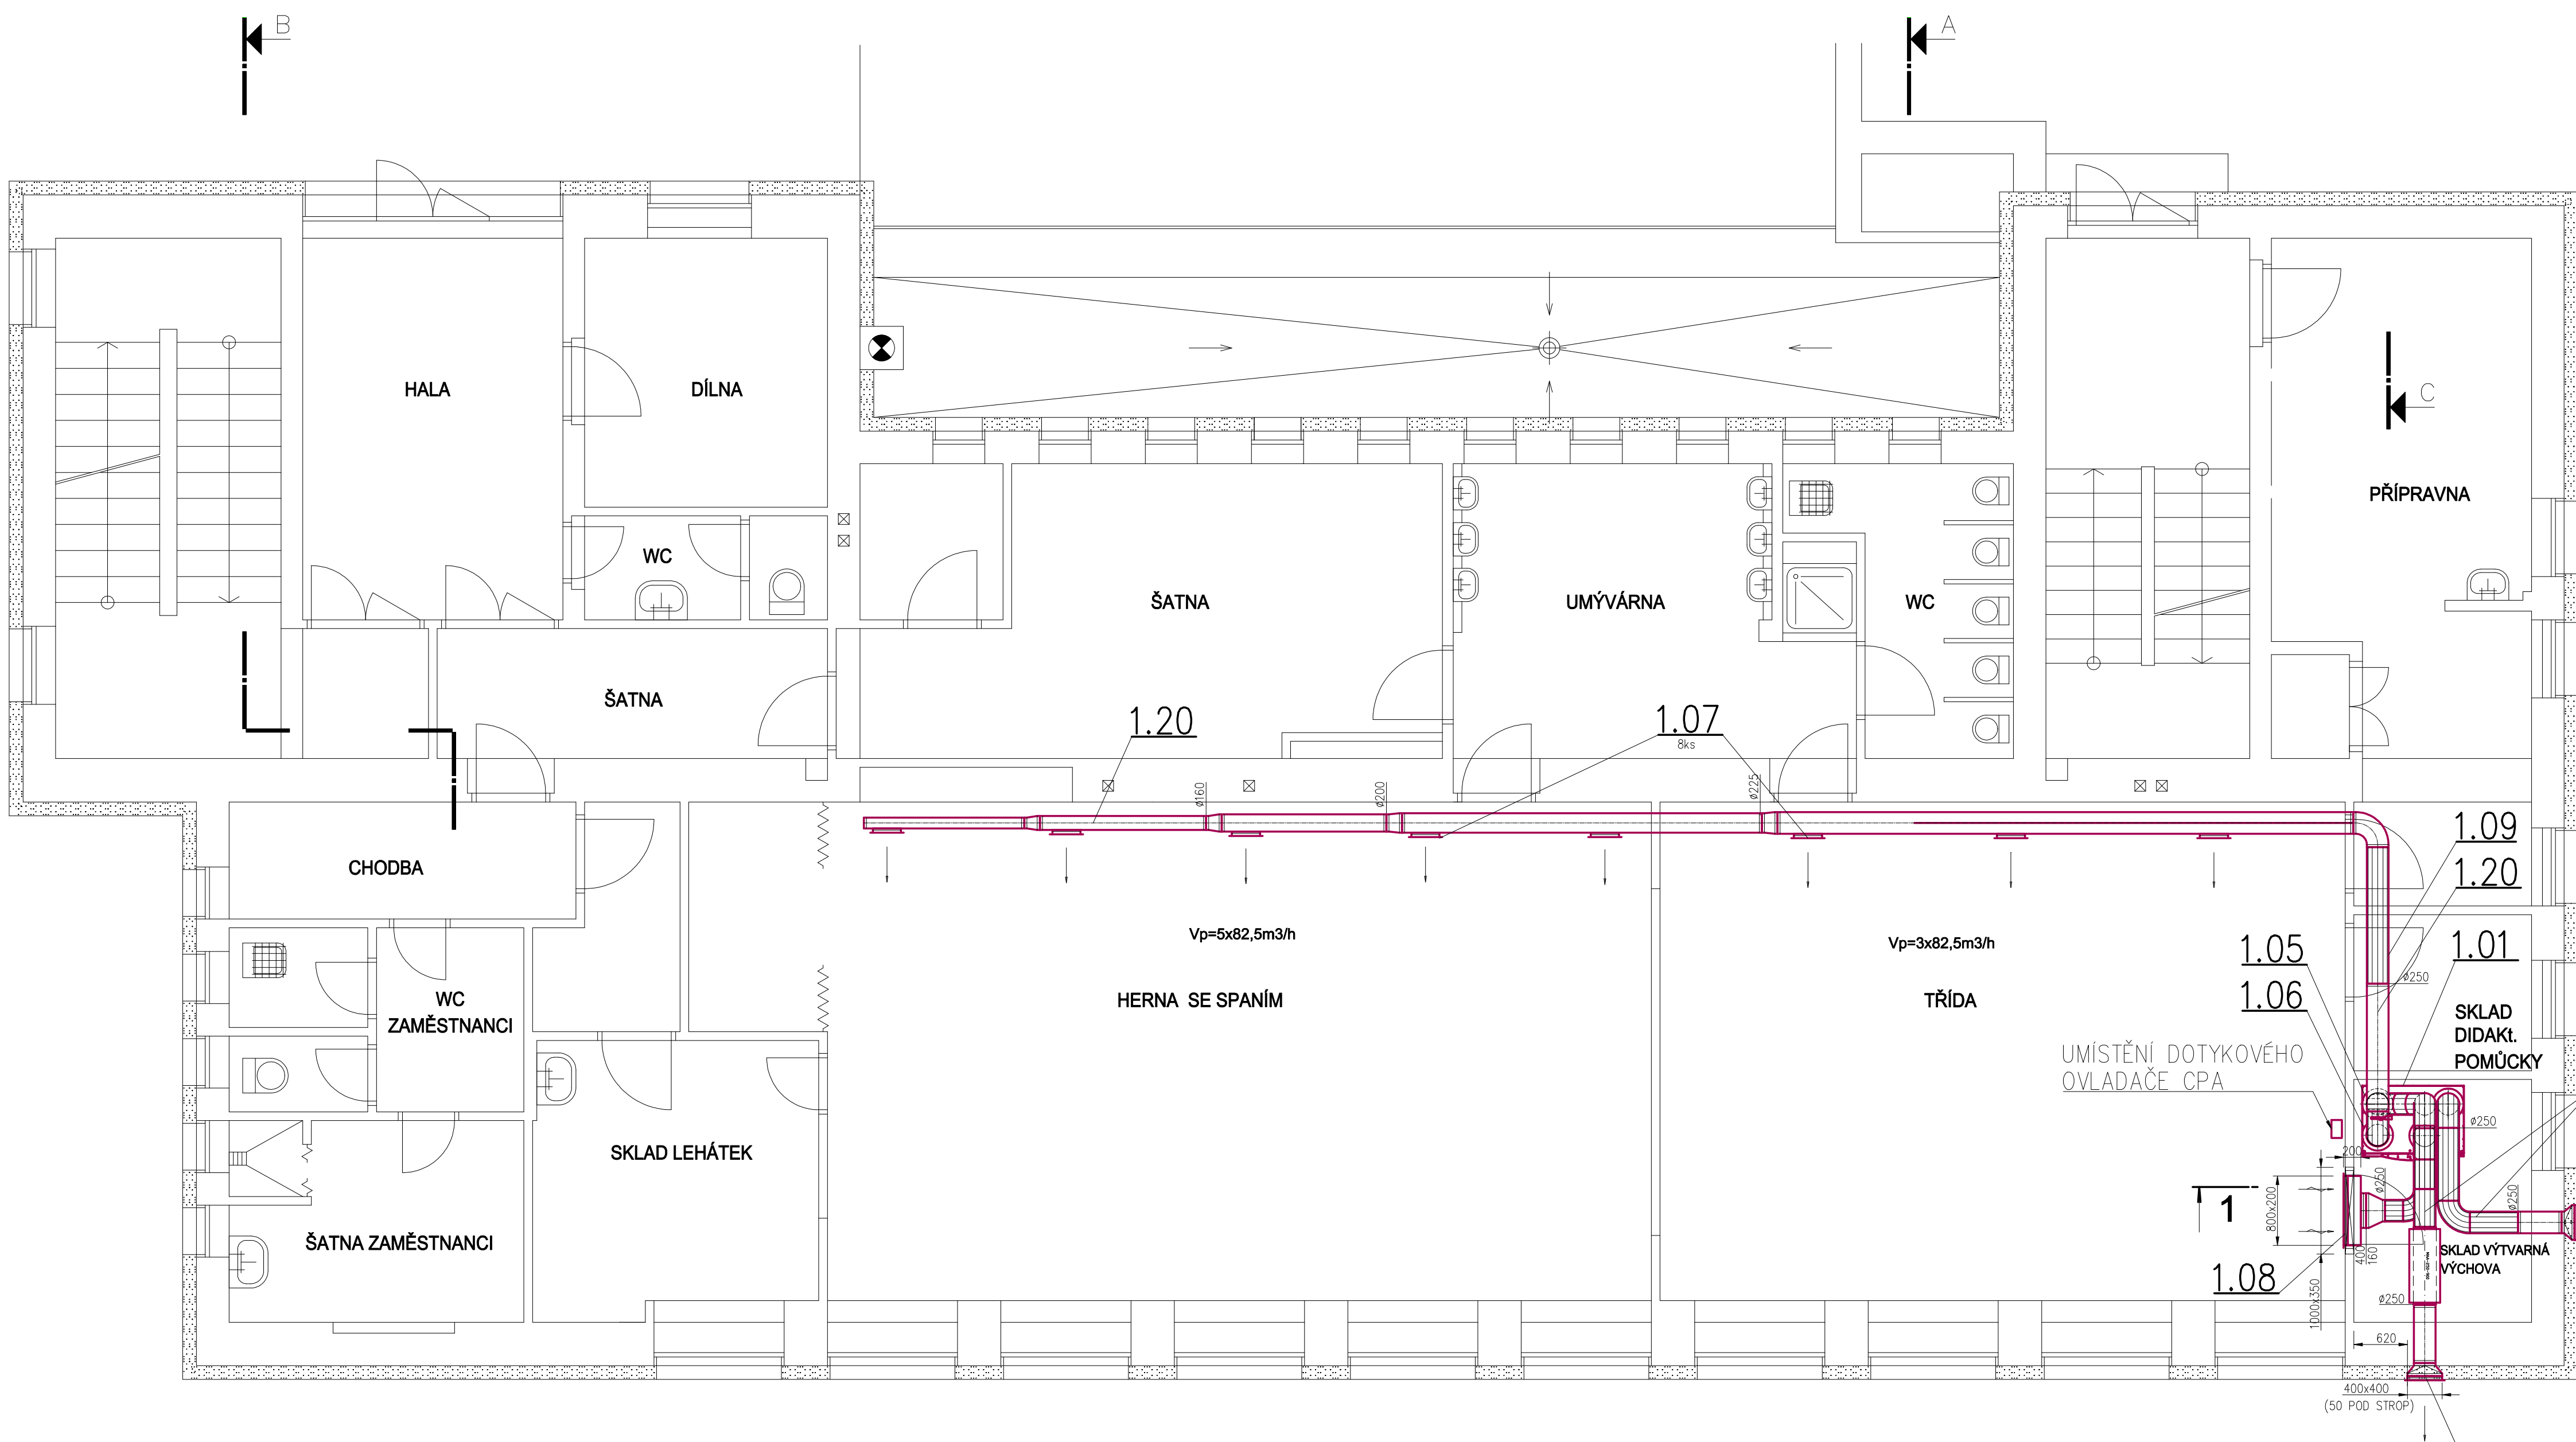 B
A
HALA
DÍLNA
C
PŘÍPRAVNA
WC
ŠATNA
UMÝVÁRNA
WC
ŠATNA
1.20
1.07
8ks
ø160
ø200
ø225
CHODBA
1.09
1.20
Vp=5x82,5m3/h
Vp=3x82,5m3/h
1.05
1.01
1.06
ø250
WC
ZAMĚSTNANCI
HERNA SE SPANÍM
TŘÍDA
SKLAD
DIDAKt.
POMŮCKY
UMÍSTĚNÍ DOTYKOVÉHO
OVLADAČE CPA
SKLAD LEHÁTEK
ø250
200
ø250
ø250
800x200
1
ŠATNA ZAMĚSTNANCI
400
160
SKLAD VÝTVARNÁ
VÝCHOVA
1.08
1000x350
ø250
620
400x400
(50 POD STROP)